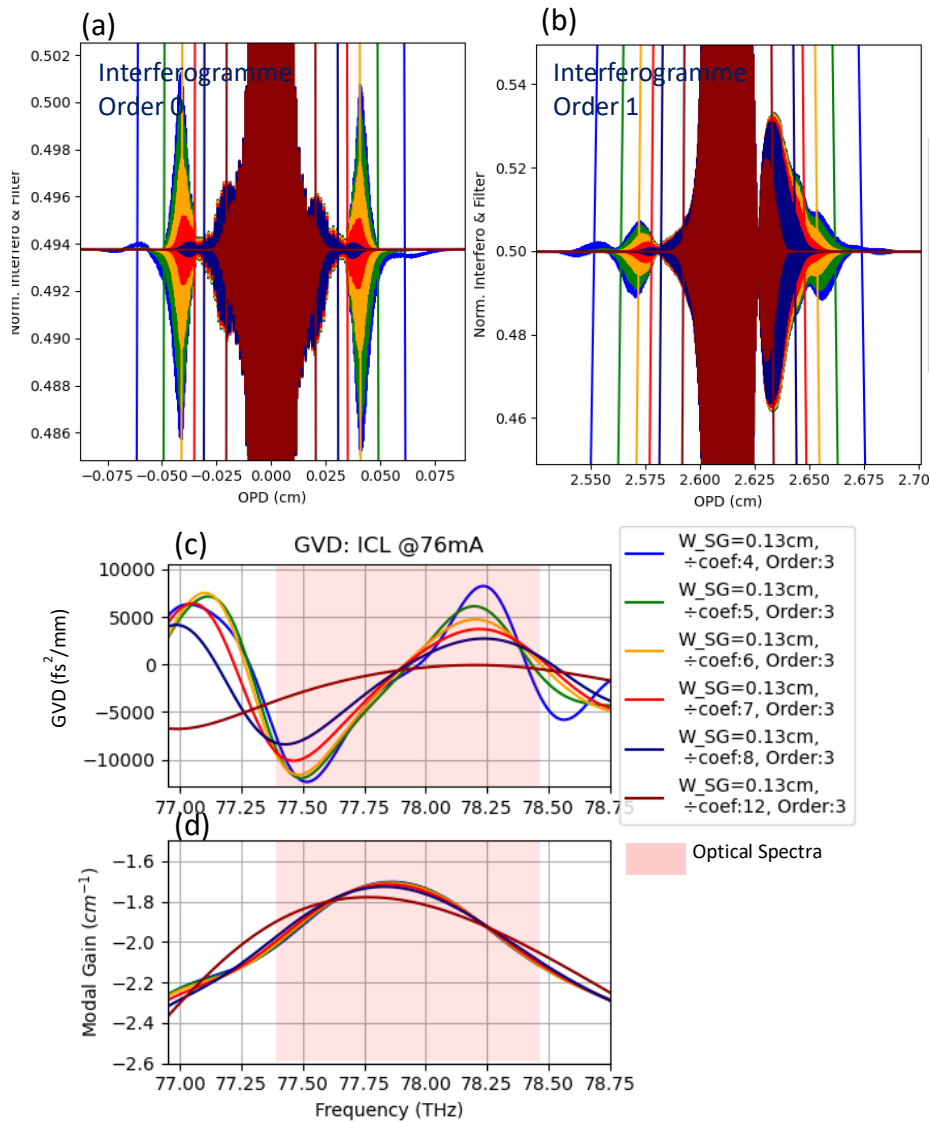 (a)
Interferogramme
Order 0
0.502
0.500
0.498
0.496
0.494
0.492
0.490
0.488
0.486
Norm. Interfero & Filter
−0.075
−0.050
−0.025
0.000
0.025
0.050
0.075
OPD (cm)
(b)
Interferogramme
Order 1
0.54
0.52
0.50
0.48
0.46
Norm. Interfero & Filter
2.550
2.575
2.600
2.625
2.650
2.675
2.70
OPD (cm)
(c)
GVD: ICL @76mA
10000
5000
0
−5000
−10000
GVD (fs²/mm)
77.00
77.25
77.50
77.75
78.00
78.25
78.50
78.75
W_SG=0.13cm,
÷coef:4, Order:3
W_SG=0.13cm,
÷coef:5, Order:3
W_SG=0.13cm,
÷coef:6, Order:3
W_SG=0.13cm,
÷coef:7, Order:3
W_SG=0.13cm,
÷coef:8, Order:3
W_SG=0.13cm,
÷coef:12, Order:3
Optical Spectra
(d)
−1.6
−1.8
−2.0
−2.2
−2.4
−2.6
Modal Gain (cm⁻¹)
77.00
77.25
77.50
77.75
78.00
78.25
78.50
78.75
Frequency (THz)